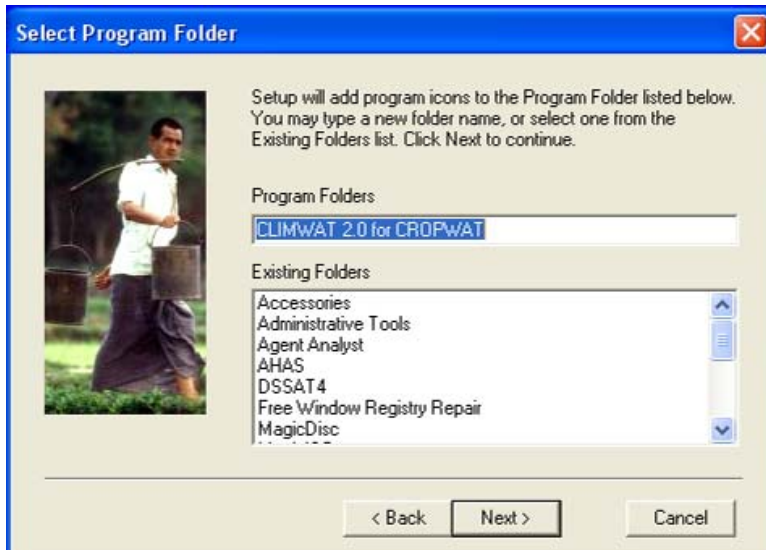 Select Program Folder
Setup will add program icons to the Program Folder listed below.
You may type a new folder name, or select one from the
Existing Folders list. Click Next to continue.
Program Folders
CLIMWAT 2.0 for CROPWAT
Existing Folders
Accessories
Administrative Tools
Agent Analyst
AHAS
DSSAT4
Free Window Registry Repair
MagicDisc
< Back
Next >
Cancel